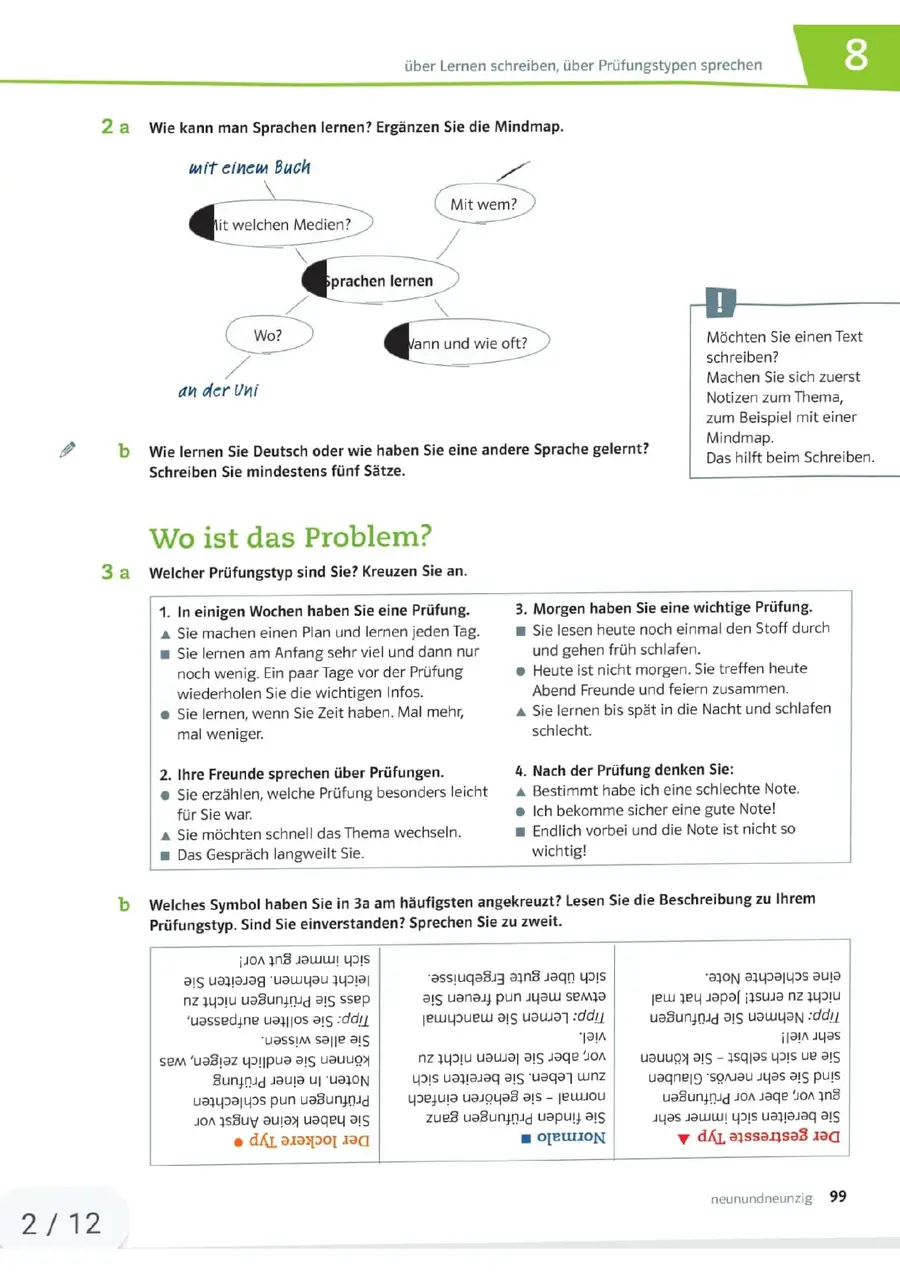 über Lernen schreiben, über Prüfungstypen sprechen
8
2 a Wie kann man Sprachen lernen? Ergänzen Sie die Mindmap.
mit einem Buch
Mit wem?
Mit welchen Medien?
Sprachen lernen
Wo?
Wann und wie oft?
an der Uni
!
Möchten Sie einen Text
schreiben?
Machen Sie sich zuerst
Notizen zum Thema,
zum Beispiel mit einer
Mindmap.
Das hilft beim Schreiben.
b Wie lernen Sie Deutsch oder wie haben Sie eine andere Sprache gelernt?
Schreiben Sie mindestens fünf Sätze.
Wo ist das Problem?
3 a Welcher Prüfungstyp sind Sie? Kreuzen Sie an.
1. In einigen Wochen haben Sie eine Prüfung.
▲ Sie machen einen Plan und lernen jeden Tag.
■ Sie lernen am Anfang sehr viel und dann nur
noch wenig. Ein paar Tage vor der Prüfung
wiederholen Sie die wichtigen Infos.
● Sie lernen, wenn Sie Zeit haben. Mal mehr,
mal weniger.
2. Ihre Freunde sprechen über Prüfungen.
● Sie erzählen, welche Prüfung besonders leicht
für Sie war.
▲ Sie möchten schnell das Thema wechseln.
■ Das Gespräch langweilt Sie.
3. Morgen haben Sie eine wichtige Prüfung.
■ Sie lesen heute noch einmal den Stoff durch
und gehen früh schlafen.
● Heute ist nicht morgen. Sie treffen heute
Abend Freunde und feiern zusammen.
▲ Sie lernen bis spät in die Nacht und schlafen
schlecht.
4. Nach der Prüfung denken Sie:
▲ Bestimmt habe ich eine schlechte Note.
● Ich bekomme sicher eine gute Note!
■ Endlich vorbei und die Note ist nicht so
wichtig!
b Welches Symbol haben Sie in 3a am häufigsten angekreuzt? Lesen Sie die Beschreibung zu Ihrem
Prüfungstyp. Sind Sie einverstanden? Sprechen Sie zu zweit.
Der gestresste Typ ▲
Sie bereiten sich immer sehr
gut vor, aber vor Prüfungen
sind Sie sehr nervös. Glauben
Sie an sich selbst – Sie können
sehr viel!
Tipp: Nehmen Sie Prüfungen
nicht zu ernst! Jeder hat mal
eine schlechte Note.
Normalo ■
Sie finden Prüfungen ganz
normal – sie gehören einfach
zum Leben. Sie bereiten sich
vor, aber Sie lernen nicht zu
viel.
Tipp: Lernen Sie manchmal
etwas mehr und freuen Sie
sich über gute Ergebnisse.
Der lockere Typ ●
Sie haben keine Angst vor
Prüfungen und schlechten
Noten. In einer Prüfung
können Sie endlich zeigen, was
Sie alles wissen.
Tipp: Sie sollten aufpassen,
dass Sie Prüfungen nicht zu
leicht nehmen. Bereiten Sie
sich immer gut vor!
neunundneunzig 99
2 / 12